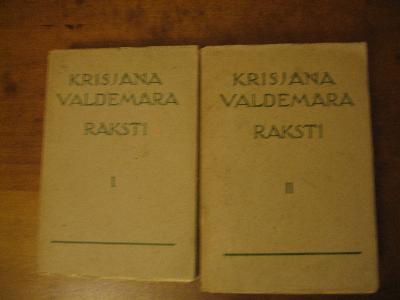 KRISJANA
VALDEMARA
RAKSTI
I
KRISJANA
VALDEMARA
RAKSTI
II